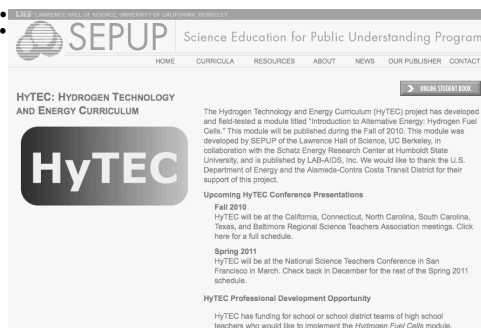 LHS LAWRENCE HALL OF SCIENCE, UNIVERSITY OF CALIFORNIA, BERKELEY
SEPUP Science Education for Public Understanding Program
HOME CURRICULA RESOURCES ABOUT NEWS OUR PUBLISHER CONTACT
ONLINE STUDENT BOOK
HYTEC: HYDROGEN TECHNOLOGY
AND ENERGY CURRICULUM
HyTEC
The Hydrogen Technology and Energy Curriculum (HyTEC) project has developed
and field-tested a module titled "Introduction to Alternative Energy: Hydrogen Fuel
Cells." This module will be published during the Fall of 2010. This module was
developed by SEPUP of the Lawrence Hall of Science, UC Berkeley, in
collaboration with the Schatz Energy Research Center at Humboldt State
University, and is published by LAB-AIDS, Inc. We would like to thank the U.S.
Department of Energy and the Alameda-Contra Costa Transit District for their
support of this project.
Upcoming HyTEC Conference Presentations
Fall 2010
HyTEC will be at the California, Connecticut, North Carolina, South Carolina,
Texas, and Baltimore Regional Science Teachers Association meetings. Click
here for a full schedule.
Spring 2011
HyTEC will be at the National Science Teachers Conference in San
Francisco in March. Check back in December for the rest of the Spring 2011
schedule.
HyTEC Professional Development Opportunity
HyTEC has funding for school or school district teams of high school
teachers who would like to implement the Hydrogen Fuel Cells module.